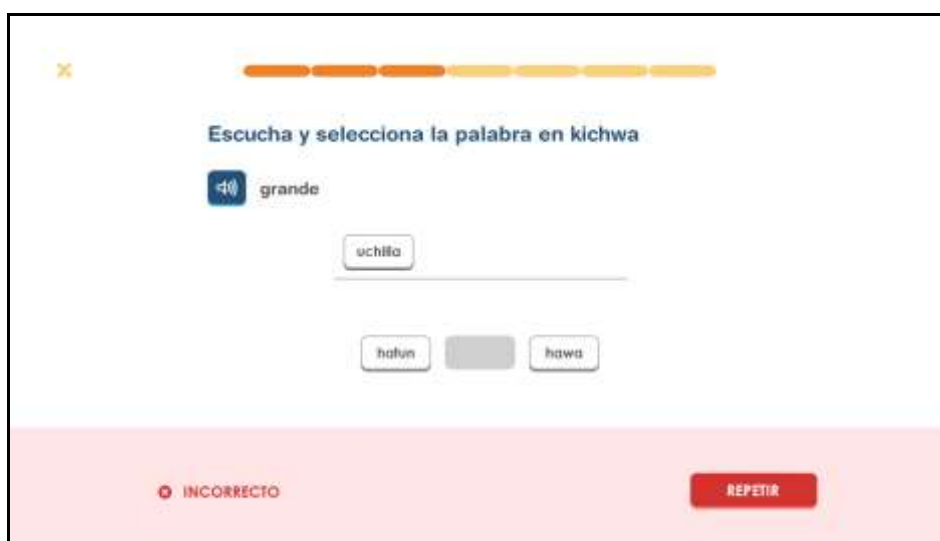 Escucha y selecciona la palabra en kichwa
grande
uchilla
hatun hawa
INCORRECTO REPETIR